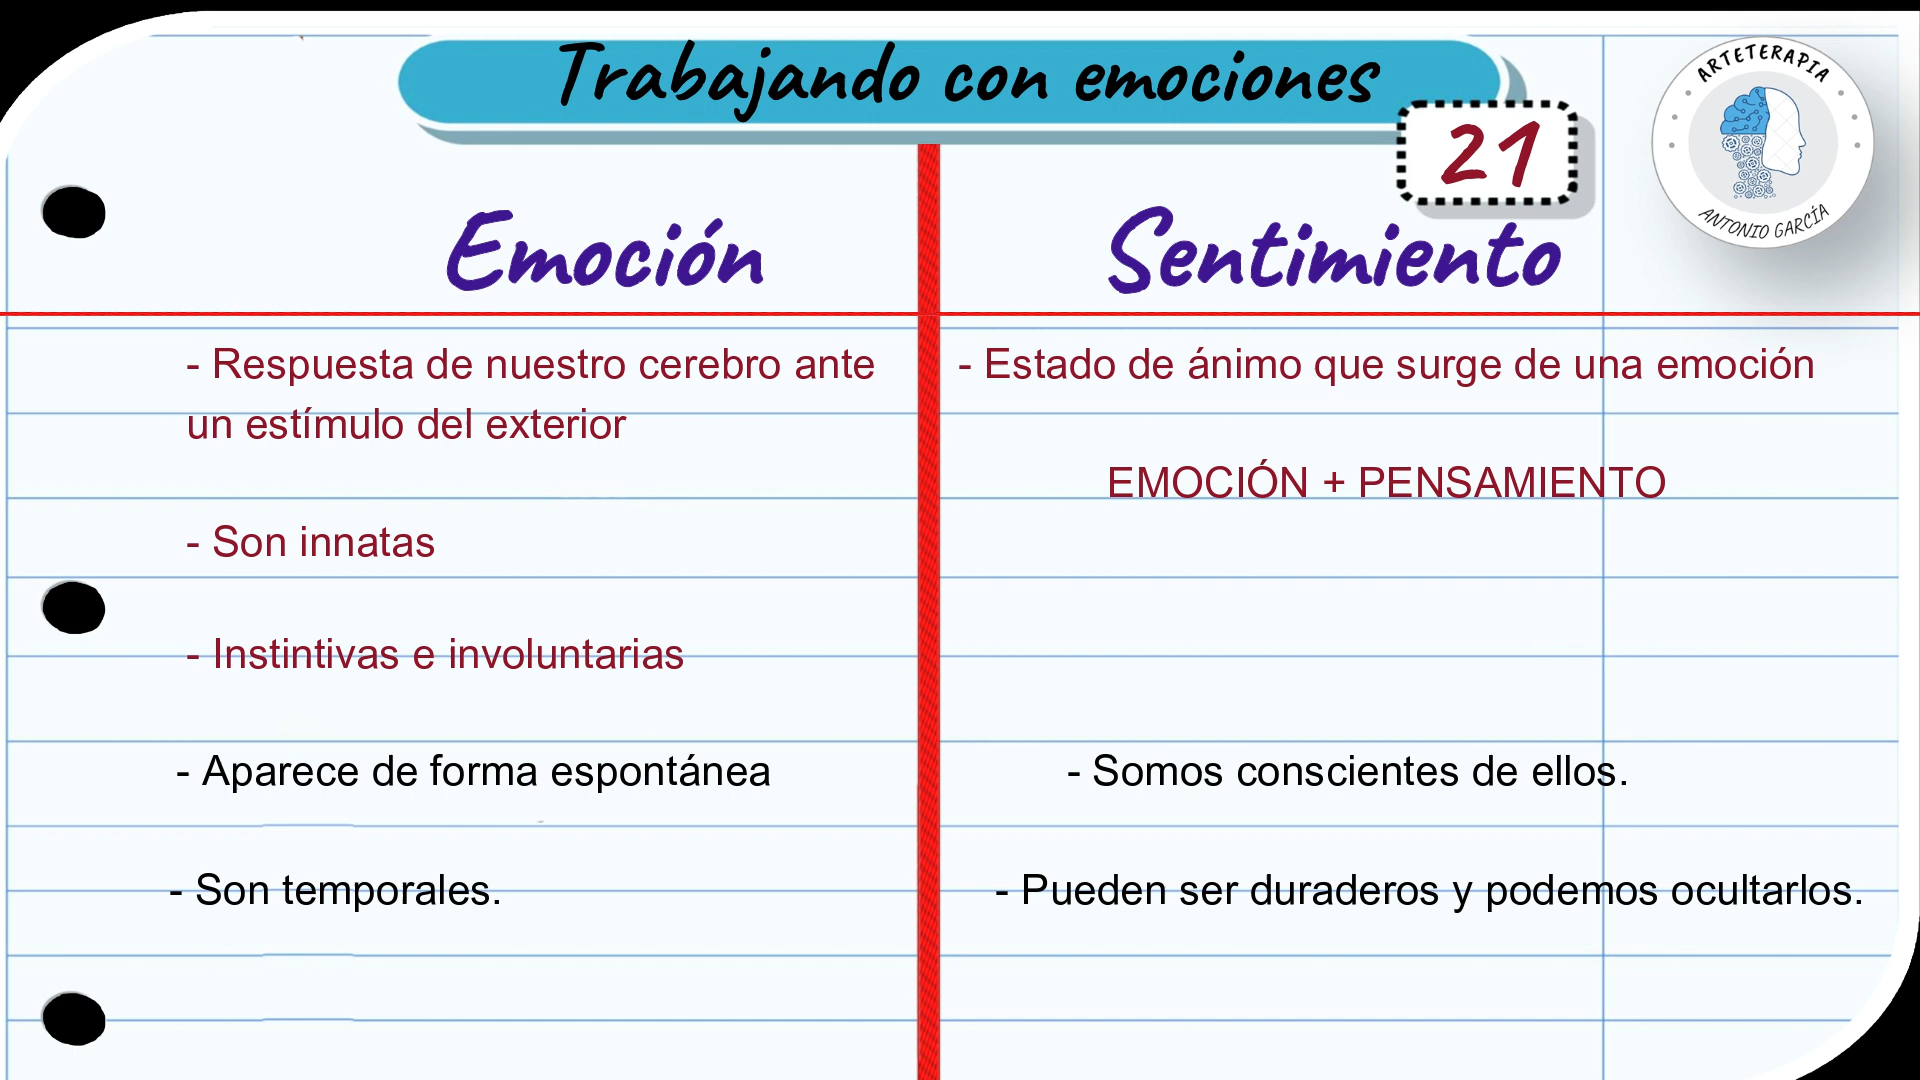 Trabajando con emociones
21
ARTETERAPIA
ANTONIO GARCÍA
Emoción
- Respuesta de nuestro cerebro ante
un estímulo del exterior
- Son innatas
- Instintivas e involuntarias
- Aparece de forma espontánea
- Son temporales.
Sentimiento
- Estado de ánimo que surge de una emoción
EMOCIÓN + PENSAMIENTO
- Somos conscientes de ellos.
- Pueden ser duraderos y podemos ocultarlos.